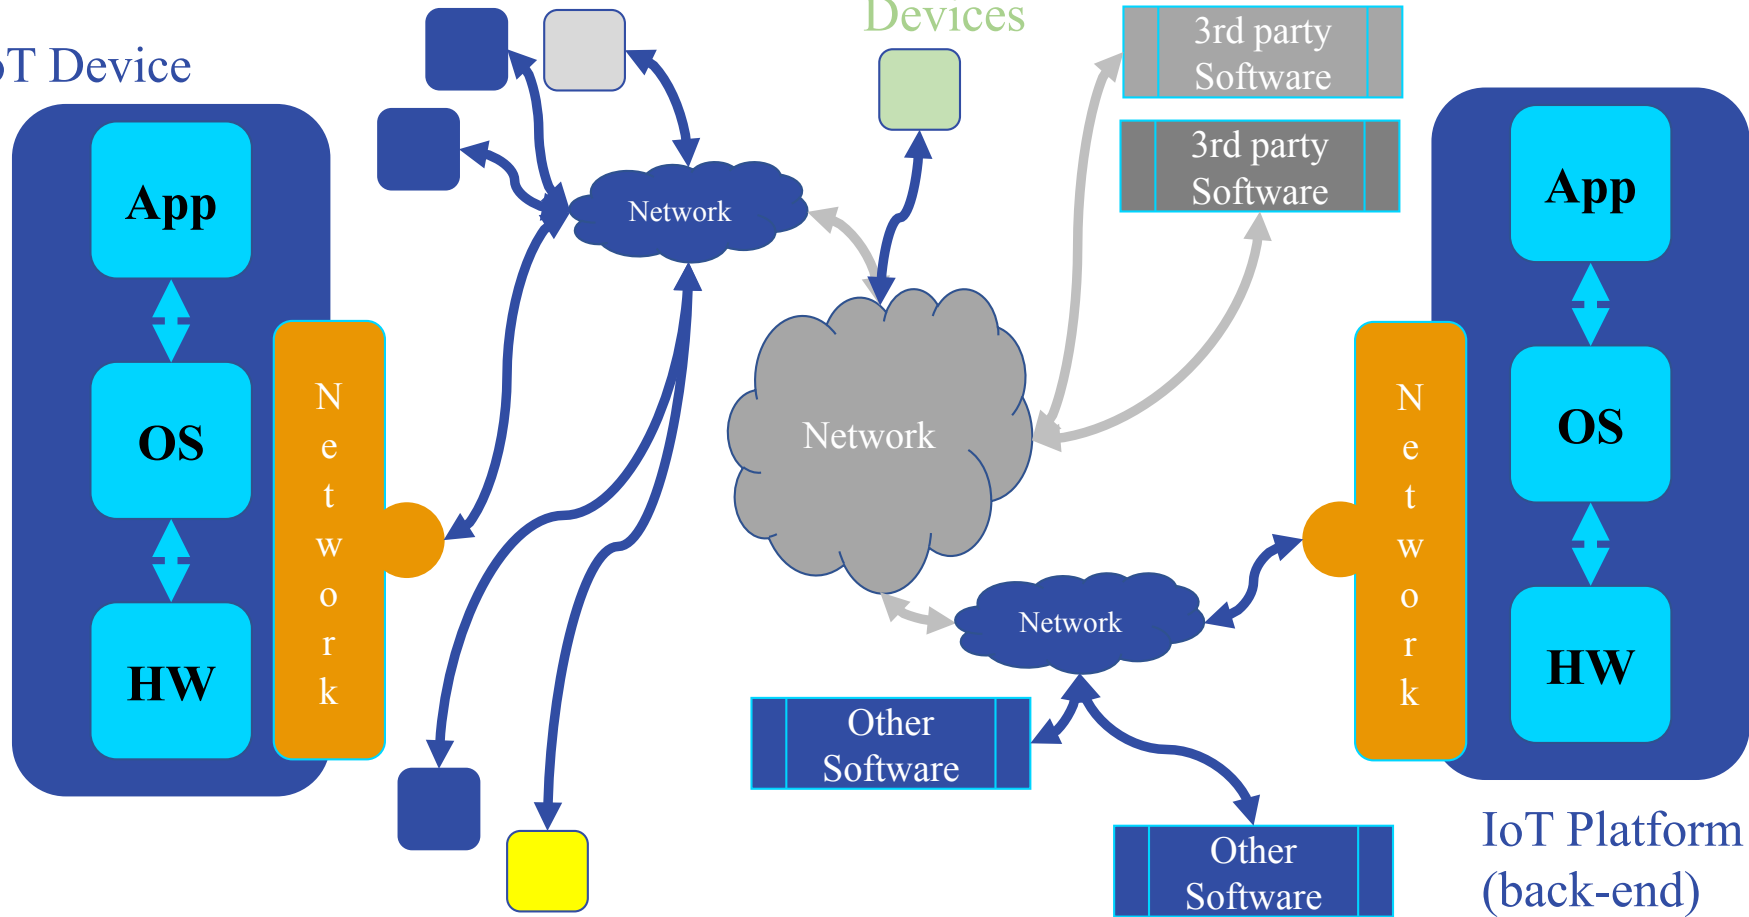 Devices
oT Device
3rd party
Software
3rd party
Software
App
OS
HW
N
e
t
w
o
r
k
Network
Network
Network
Other
Software
Other
Software
N
e
t
w
o
r
k
App
OS
HW
IoT Platform
(back-end)